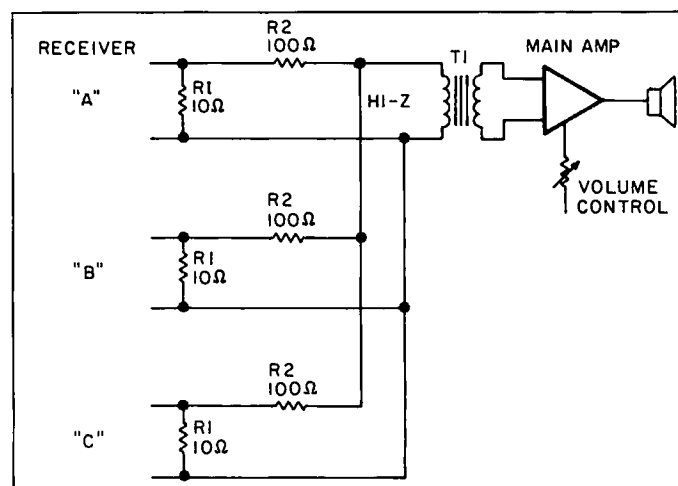 RECEIVER
"A"
R1
10Ω
R2
100Ω
HI-Z
T1
MAIN AMP
VOLUME
CONTROL
"B"
R1
10Ω
R2
100Ω
"C"
R1
10Ω
R2
100Ω